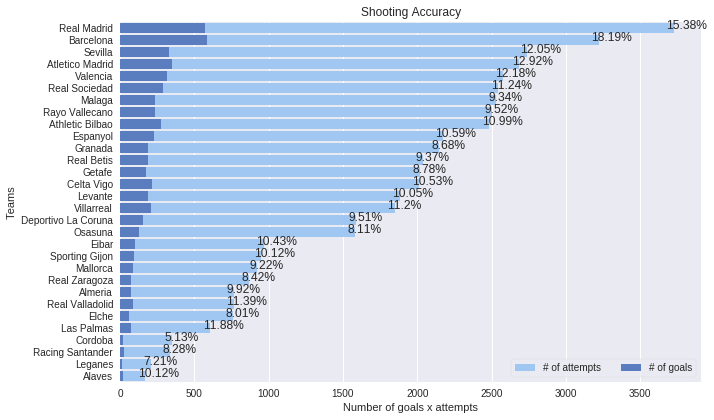 Shooting Accuracy
Teams
Real Madrid 15.38%
Barcelona 18.19%
Sevilla 12.05%
Atletico Madrid 12.92%
Valencia 12.18%
Real Sociedad 11.24%
Malaga 9.34%
Rayo Vallecano 9.52%
Athletic Bilbao 10.99%
Espanyol 10.59%
Granada 8.68%
Real Betis 9.37%
Getafe 8.78%
Celta Vigo 10.53%
Levante 10.05%
Villarreal 11.2%
Deportivo La Coruna 9.51%
Osasuna 8.11%
Eibar 10.43%
Sporting Gijon 10.12%
Mallorca 9.22%
Real Zaragoza 8.42%
Almeria 9.92%
Real Valladolid 11.39%
Elche 8.01%
Las Palmas 11.88%
Cordoba 5.13%
Racing Santander 8.28%
Leganes 7.21%
Alaves 10.12%
# of attempts # of goals
0 500 1000 1500 2000 2500 3000 3500
Number of goals x attempts